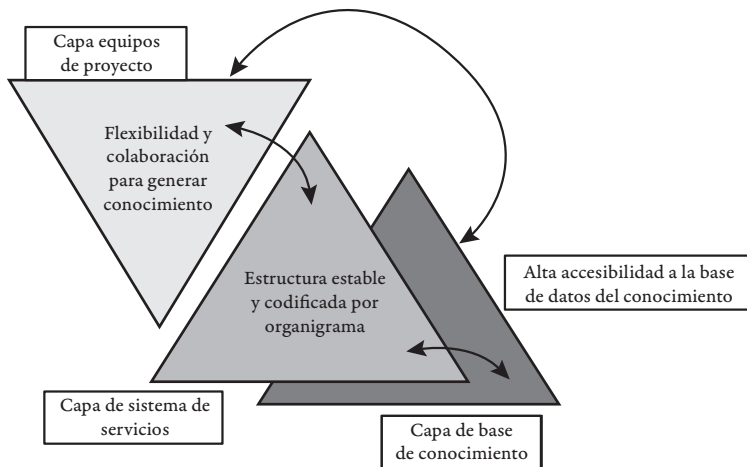 Capa equipos
de proyecto
Flexibilidad y
colaboración
para generar
conocimiento
Estructura estable
y codificada por
organigrama
Alta accesibilidad a la base
de datos del conocimiento
Capa de sistema de
servicios
Capa de base
de conocimiento